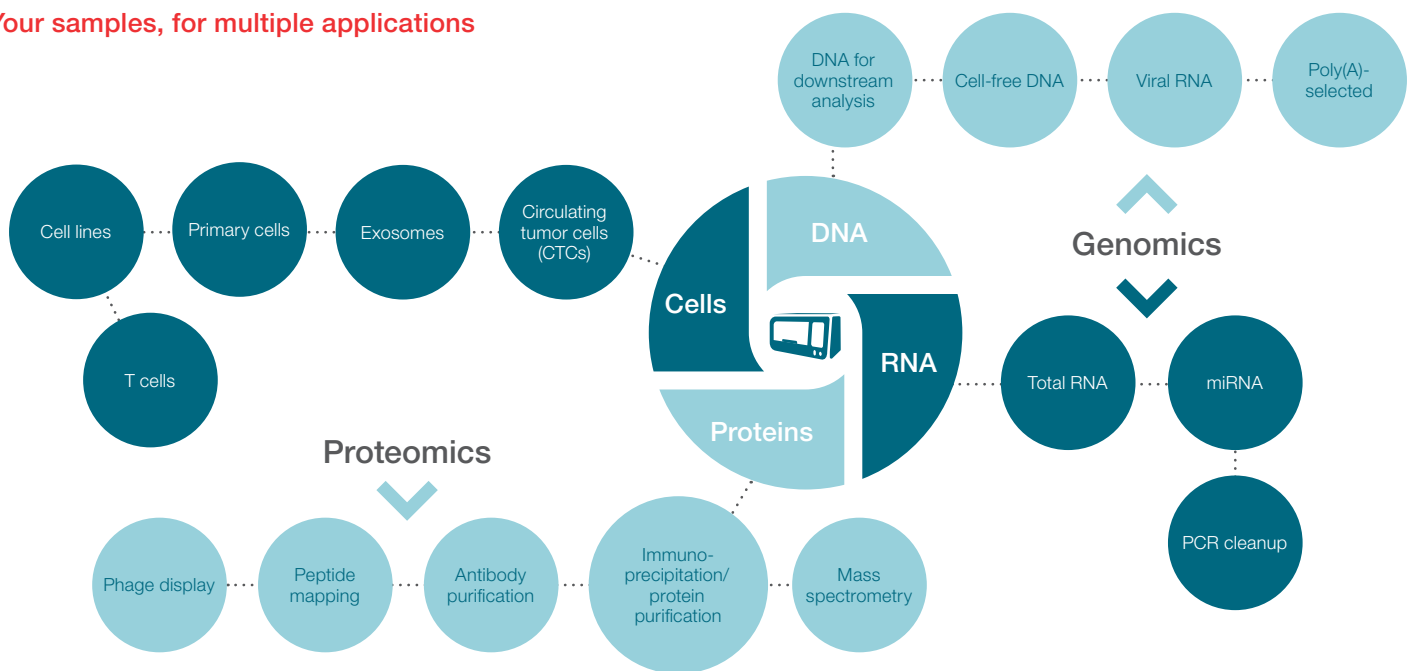 Your samples, for multiple applications
DNA for
downstream
analysis
Cell-free DNA
Viral RNA
Poly(A)-
selected
Cell lines
Primary cells
Exosomes
Circulating
tumor cells
(CTCs)
T cells
DNA
Cells
RNA
Proteins
Genomics
Total RNA
miRNA
PCR cleanup
Proteomics
Phage display
Peptide
mapping
Antibody
purification
Immuno-
precipitation/
protein
purification
Mass
spectrometry